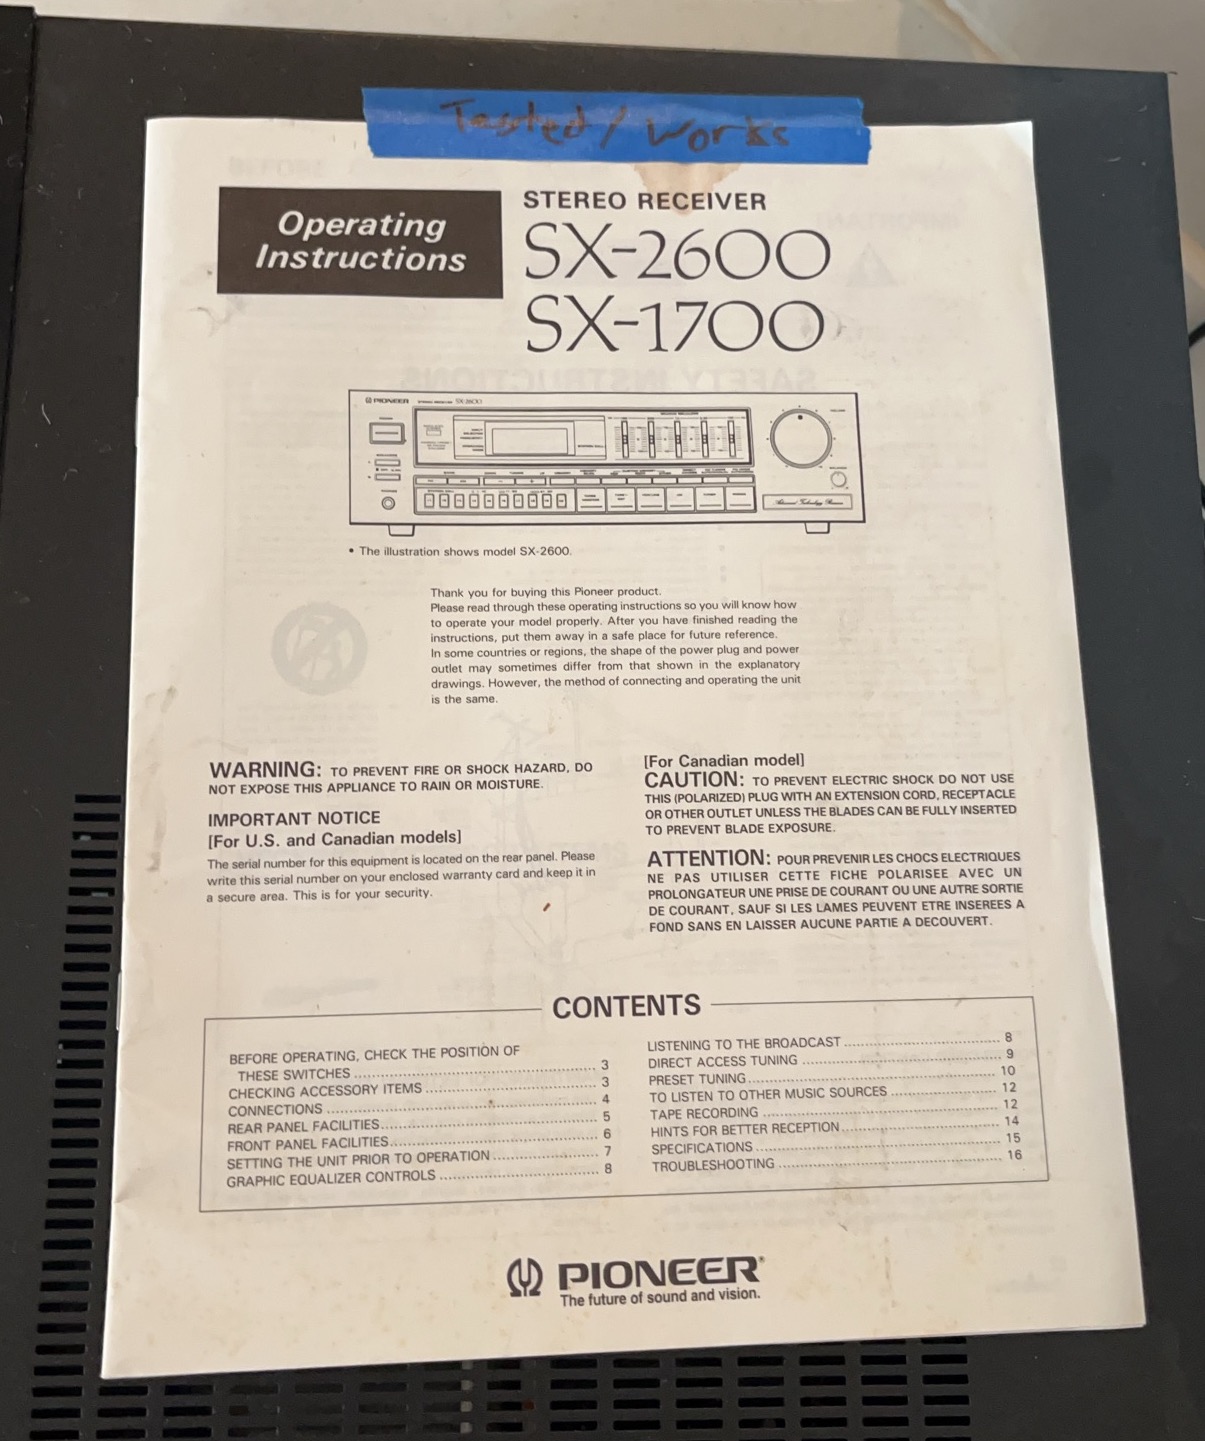 Tested / Works
Operating
Instructions
STEREO RECEIVER
SX-2600
SX-1700
PIONEER
STEREO RECEIVER SX-2600
• The illustration shows model SX-2600.
Thank you for buying this Pioneer product.
Please read through these operating instructions so you will know how
to operate your model properly. After you have finished reading the
instructions, put them away in a safe place for future reference.
In some countries or regions, the shape of the power plug and power
outlet may sometimes differ from that shown in the explanatory
drawings. However, the method of connecting and operating the unit
is the same.
WARNING: TO PREVENT FIRE OR SHOCK HAZARD, DO
NOT EXPOSE THIS APPLIANCE TO RAIN OR MOISTURE.
IMPORTANT NOTICE
[For U.S. and Canadian models]
The serial number for this equipment is located on the rear panel. Please
write this serial number on your enclosed warranty card and keep it in
a secure area. This is for your security.
[For Canadian model]
CAUTION: TO PREVENT ELECTRIC SHOCK DO NOT USE
THIS (POLARIZED) PLUG WITH AN EXTENSION CORD, RECEPTACLE
OR OTHER OUTLET UNLESS THE BLADES CAN BE FULLY INSERTED
TO PREVENT BLADE EXPOSURE.
ATTENTION: POUR PREVENIR LES CHOCS ELECTRIQUES
NE PAS UTILISER CETTE FICHE POLARISEE AVEC UN
PROLONGATEUR UNE PRISE DE COURANT OU UNE AUTRE SORTIE
DE COURANT, SAUF SI LES LAMES PEUVENT ETRE INSEREES A
FOND SANS EN LAISSER AUCUNE PARTIE A DECOUVERT.
CONTENTS
BEFORE OPERATING, CHECK THE POSITION OF
THESE SWITCHES ........ 3
CHECKING ACCESSORY ITEMS ........ 3
CONNECTIONS ........ 4
REAR PANEL FACILITIES ........ 5
FRONT PANEL FACILITIES ........ 6
SETTING THE UNIT PRIOR TO OPERATION ........ 7
GRAPHIC EQUALIZER CONTROLS ........ 8
LISTENING TO THE BROADCAST ........ 8
DIRECT ACCESS TUNING ........ 9
PRESET TUNING ........ 10
TO LISTEN TO OTHER MUSIC SOURCES ........ 12
TAPE RECORDING ........ 12
HINTS FOR BETTER RECEPTION ........ 14
SPECIFICATIONS ........ 15
TROUBLESHOOTING ........ 16
PIONEER®
The future of sound and vision.